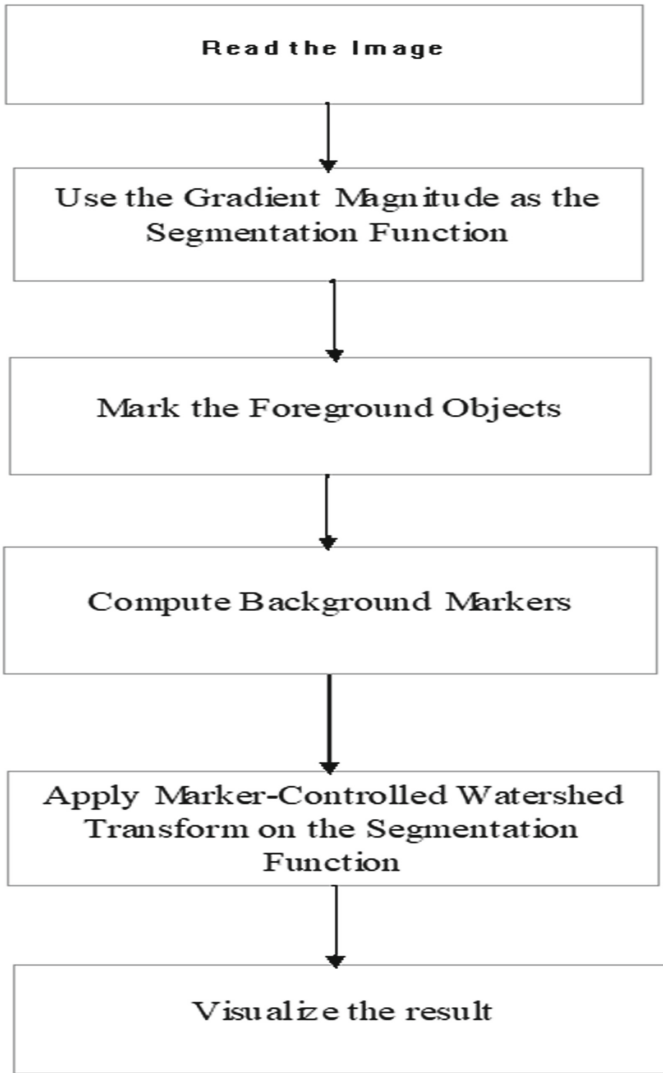 Read the Image
Use the Gradient Magnitude as the
Segmentation Function
Mark the Foreground Objects
Compute Background Markers
Apply Marker-Controlled Watershed
Transform on the Segmentation
Function
Visualize the result